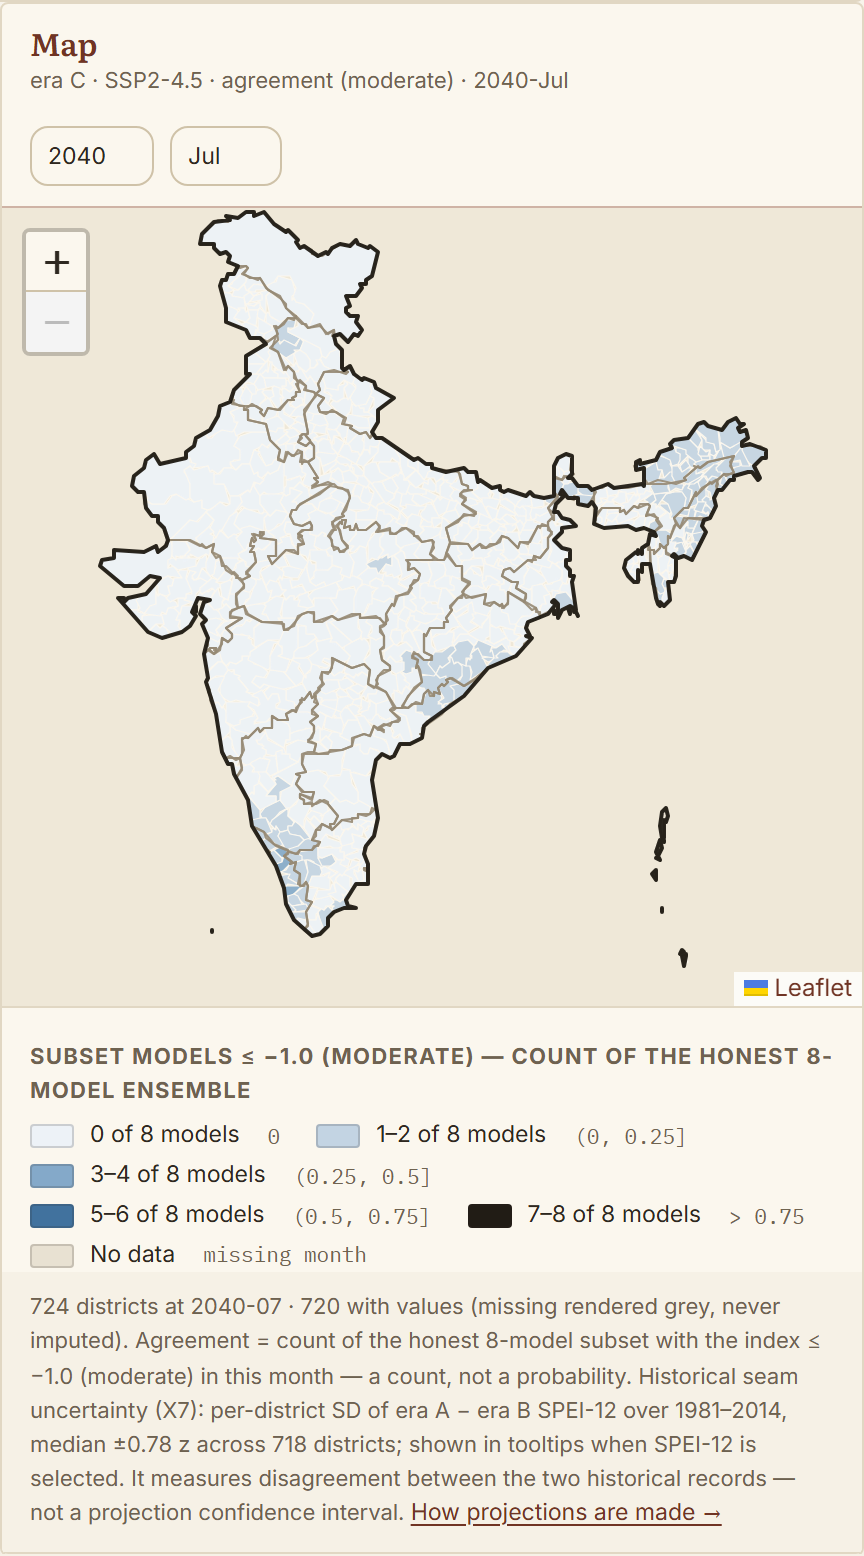 Map
era C · SSP2-4.5 · agreement (moderate) · 2040-Jul
2040 Jul
+
−
Leaflet
SUBSET MODELS ≤ −1.0 (MODERATE) — COUNT OF THE HONEST 8-
MODEL ENSEMBLE
0 of 8 models 0 1–2 of 8 models (0, 0.25]
3–4 of 8 models (0.25, 0.5]
5–6 of 8 models (0.5, 0.75] 7–8 of 8 models > 0.75
No data missing month
724 districts at 2040-07 · 720 with values (missing rendered grey, never
imputed). Agreement = count of the honest 8-model subset with the index ≤
−1.0 (moderate) in this month — a count, not a probability. Historical seam
uncertainty (X7): per-district SD of era A − era B SPEI-12 over 1981–2014,
median ±0.78 z across 718 districts; shown in tooltips when SPEI-12 is
selected. It measures disagreement between the two historical records —
not a projection confidence interval. How projections are made →